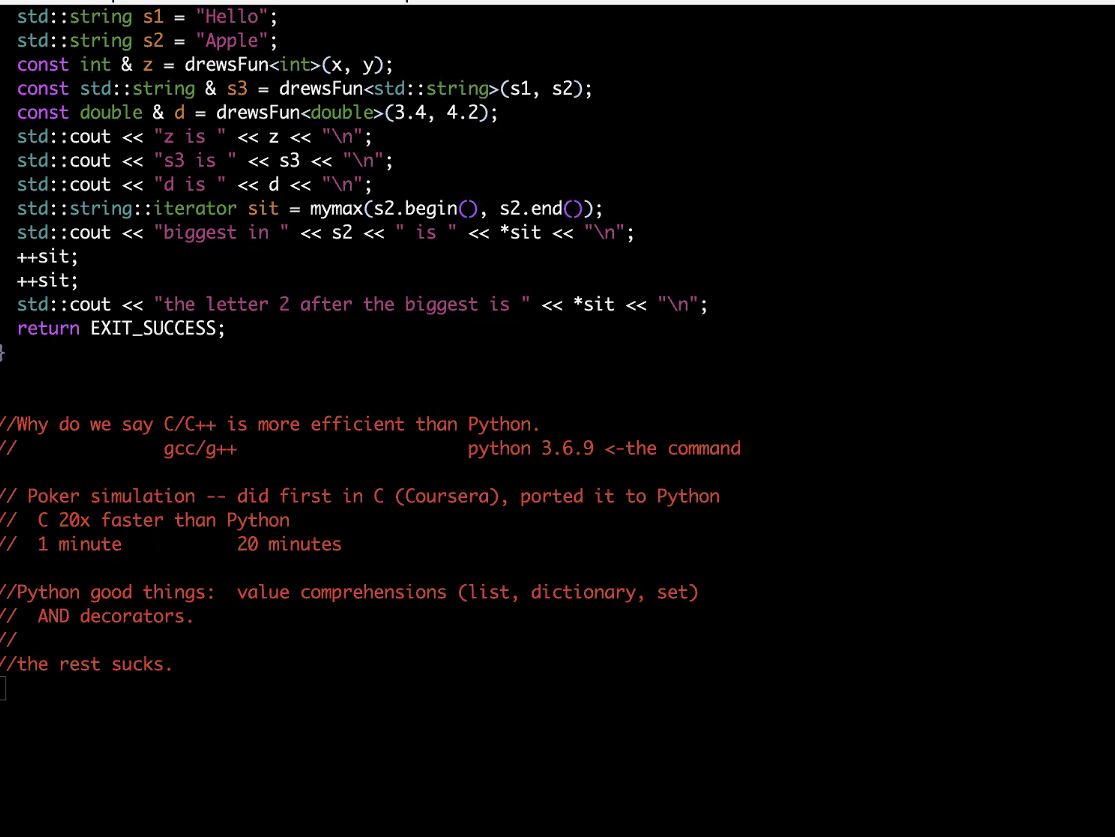 std::string s1 = "Hello";
std::string s2 = "Apple";
const int & z = drewsFun<int>(x, y);
const std::string & s3 = drewsFun<std::string>(s1, s2);
const double & d = drewsFun<double>(3.4, 4.2);
std::cout << "z is " << z << "\n";
std::cout << "s3 is " << s3 << "\n";
std::cout << "d is " << d << "\n";
std::string::iterator sit = mymax(s2.begin(), s2.end());
std::cout << "biggest in " << s2 << " is " << *sit << "\n";
++sit;
++sit;
std::cout << "the letter 2 after the biggest is " << *sit << "\n";
return EXIT_SUCCESS;
}
//Why do we say C/C++ is more efficient than Python.
// gcc/g++ python 3.6.9 <-the command
// Poker simulation -- did first in C (Coursera), ported it to Python
// C 20x faster than Python
// 1 minute 20 minutes
//Python good things: value comprehensions (list, dictionary, set)
// AND decorators.
//
//the rest sucks.